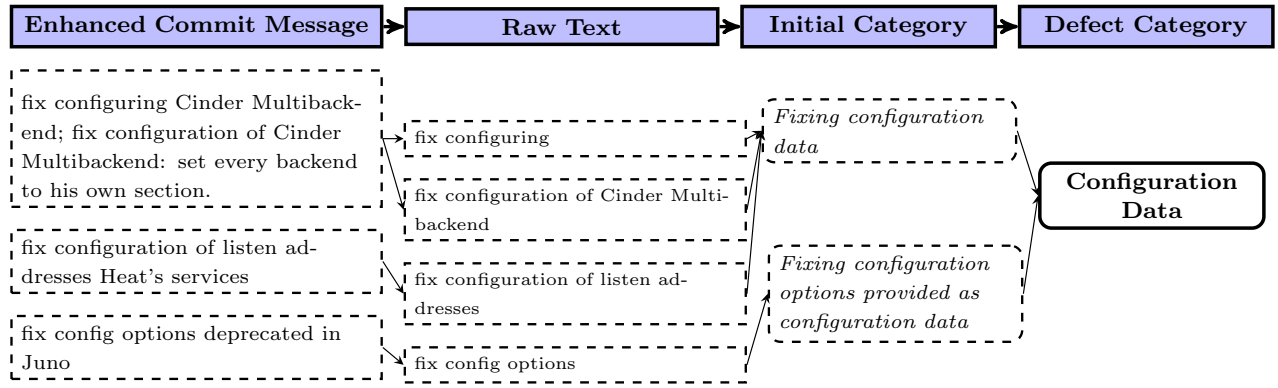 Enhanced Commit Message
Raw Text
Initial Category
Defect Category
fix configuring Cinder Multiback-
end; fix configuration of Cinder
Multibackend: set every backend
to his own section.
fix configuration of listen ad-
dresses Heat's services
fix config options deprecated in
Juno
fix configuring
fix configuration of Cinder Multi-
backend
fix configuration of listen ad-
dresses
fix config options
Fixing configuration
data
Fixing configuration
options provided as
configuration data
Configuration
Data